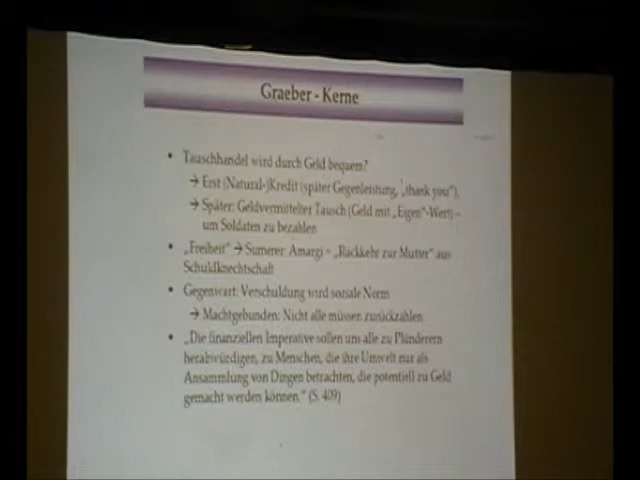 Graeber - Kerne
• Tauschhandel wird durch Geld bequem?
→ Erst (Natural-)Kredit (später Gegenleistung, „thank you"),
→ Später: Geldvermittelter Tausch (Geld mit „Eigen"-Wert) –
um Soldaten zu bezahlen
• „Freiheit" → Sumerer: Amargi = „Rückkehr zur Mutter" aus
Schuldknechtschaft
• Gegenwart: Verschuldung wird soziale Norm
→ Machtgebunden: Nicht alle müssen zurückzahlen
• „Die finanziellen Imperative sollen uns alle zu Plünderern
herabwürdigen, zu Menschen, die ihre Umwelt nur als
Ansammlung von Dingen betrachten, die potentiell zu Geld
gemacht werden können." (S. 409)